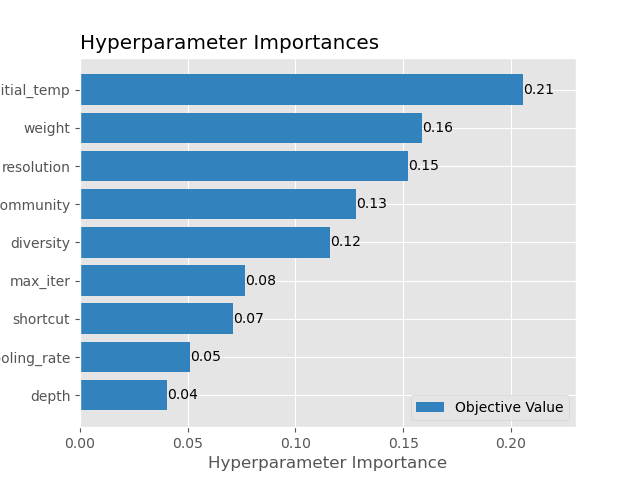 Hyperparameter Importances
itial_temp 0.21
weight 0.16
resolution 0.15
ommunity 0.13
diversity 0.12
max_iter 0.08
shortcut 0.07
oling_rate 0.05
depth 0.04
Objective Value
0.00 0.05 0.10 0.15 0.20
Hyperparameter Importance